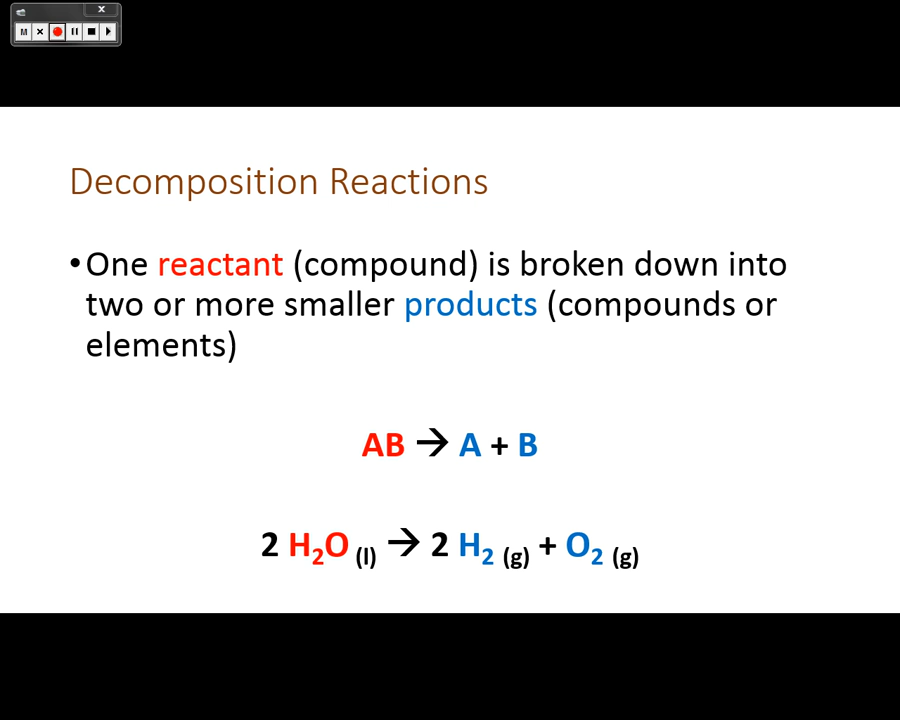 M
Decomposition Reactions
•One reactant (compound) is broken down into
two or more smaller products (compounds or
elements)
AB → A + B
2 H₂O (l) → 2 H₂ (g) + O₂ (g)